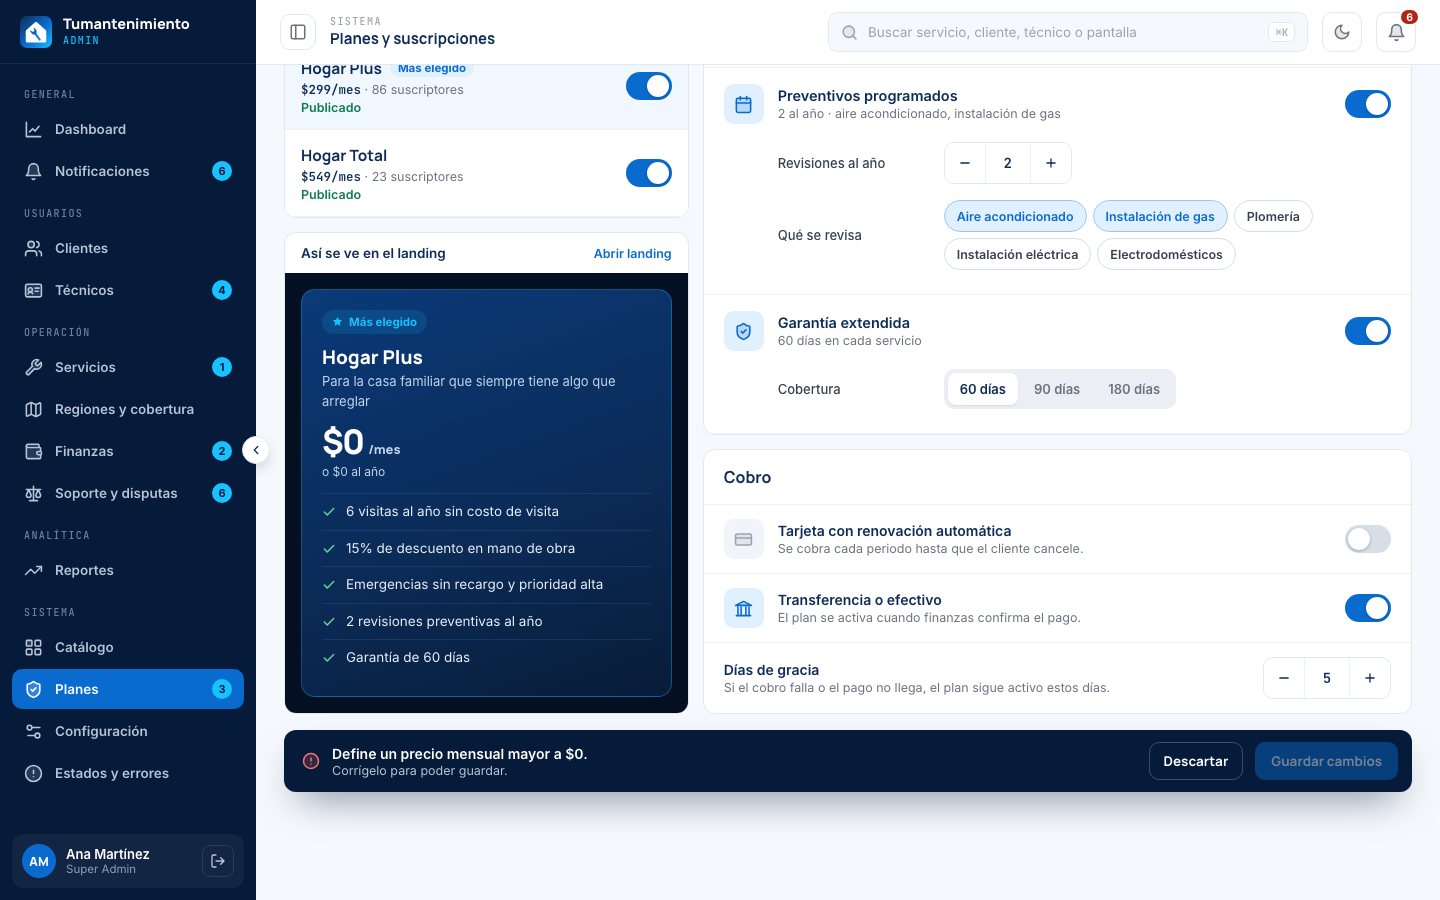 Tumantenimiento
ADMIN
GENERAL
Dashboard
Notificaciones 6
USUARIOS
Clientes
Técnicos 4
OPERACIÓN
Servicios 1
Regiones y cobertura
Finanzas 2
Soporte y disputas 6
ANALÍTICA
Reportes
SISTEMA
Catálogo
Planes 3
Configuración
Estados y errores
AM
Ana Martínez
Super Admin
SISTEMA
Planes y suscripciones
Buscar servicio, cliente, técnico o pantalla ⌘K
6
Hogar Plus Más elegido
$299/mes · 86 suscriptores
Publicado
Hogar Total
$549/mes · 23 suscriptores
Publicado
Así se ve en el landing Abrir landing
Más elegido
Hogar Plus
Para la casa familiar que siempre tiene algo que
arreglar
$0 /mes
o $0 al año
6 visitas al año sin costo de visita
15% de descuento en mano de obra
Emergencias sin recargo y prioridad alta
2 revisiones preventivas al año
Garantía de 60 días
Preventivos programados
2 al año · aire acondicionado, instalación de gas
Revisiones al año − 2 +
Qué se revisa
Aire acondicionado Instalación de gas Plomería
Instalación eléctrica Electrodomésticos
Garantía extendida
60 días en cada servicio
Cobertura 60 días 90 días 180 días
Cobro
Tarjeta con renovación automática
Se cobra cada periodo hasta que el cliente cancele.
Transferencia o efectivo
El plan se activa cuando finanzas confirma el pago.
Días de gracia
Si el cobro falla o el pago no llega, el plan sigue activo estos días.
− 5 +
Define un precio mensual mayor a $0.
Corrígelo para poder guardar.
Descartar Guardar cambios